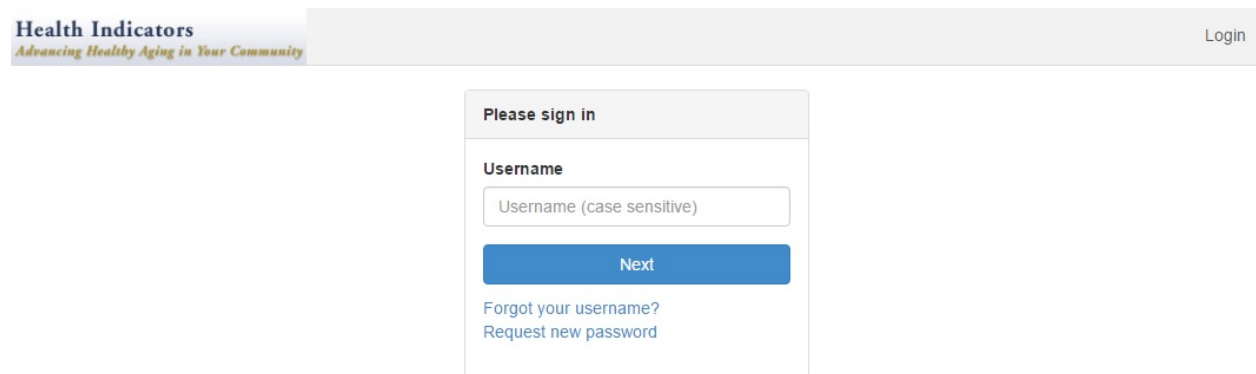 Health Indicators
Advancing Healthy Aging in Your Community
Login
Please sign in
Username
Username (case sensitive)
Next
Forgot your username?
Request new password